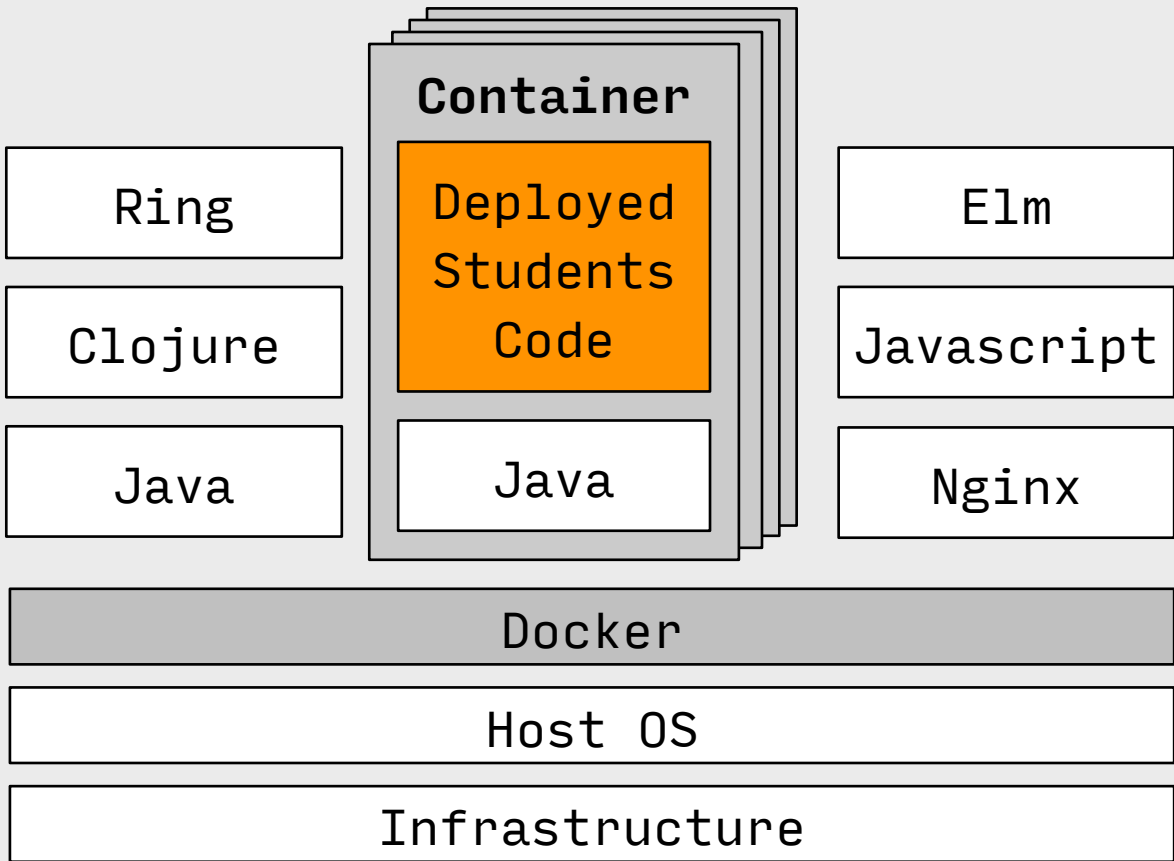 Container
Ring
Deployed
Students
Code
Elm
Clojure
Javascript
Java
Java
Nginx
Docker
Host OS
Infrastructure